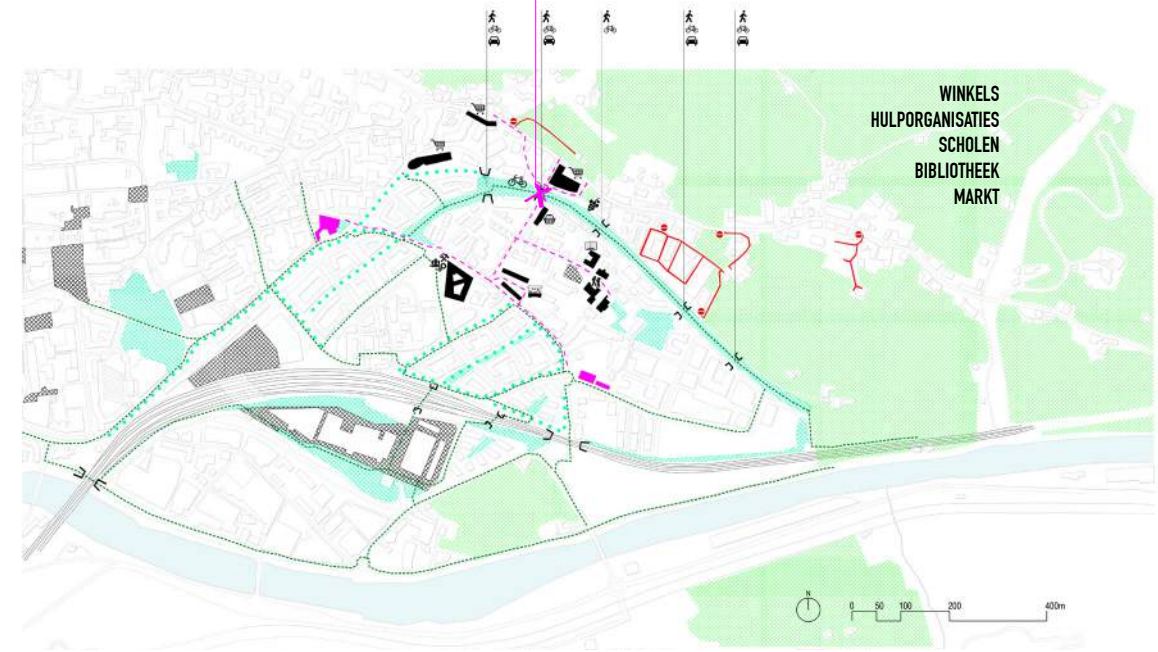 WINKELS
HULPORGANISATIES
SCHOLEN
BIBLIOTHEEK
MARKT
N
0 50 100 200 400m